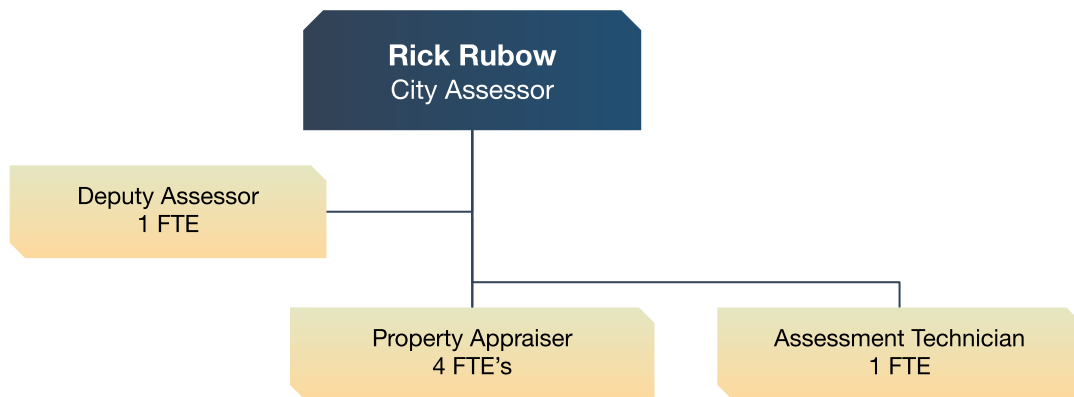 Rick Rubow
City Assessor
Deputy Assessor
1 FTE
Property Appraiser
4 FTE’s
Assessment Technician
1 FTE